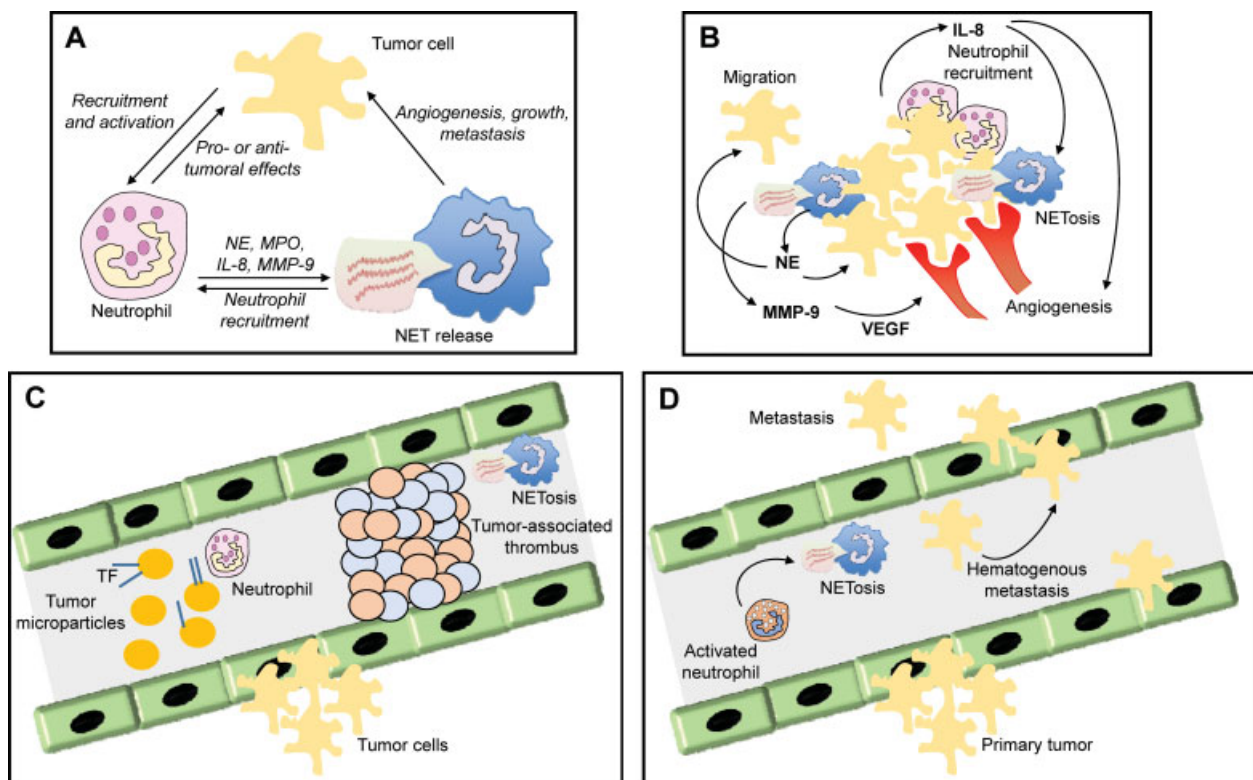 A
Tumor cell
Recruitment
and activation
Pro- or anti-
tumoral effects
Angiogenesis, growth,
metastasis
NE, MPO,
IL-8, MMP-9
Neutrophil
Neutrophil
recruitment
NET release
B
IL-8
Neutrophil
recruitment
Migration
NETosis
NE
MMP-9
VEGF
Angiogenesis
C
NETosis
Tumor-associated
thrombus
TF
Neutrophil
Tumor
microparticles
Tumor cells
D
Metastasis
NETosis
Hematogenous
metastasis
Activated
neutrophil
Primary tumor